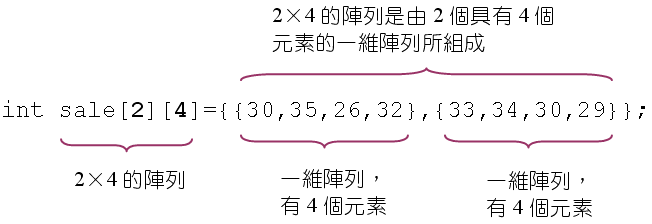 2×4 的陣列是由 2 個具有 4 個
元素的一維陣列所組成
int sale[2][4]={{30,35,26,32},{33,34,30,29}};
2×4 的陣列
一維陣列，
有 4 個元素
一維陣列，
有 4 個元素